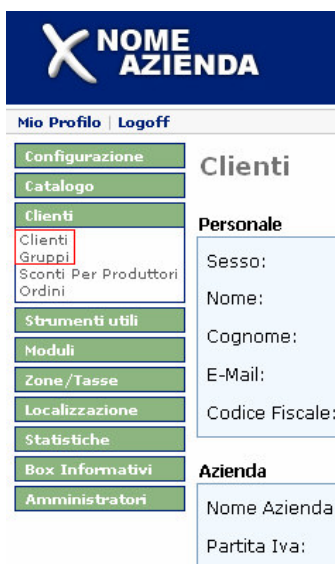 NOME
AZIENDA
Mio Profilo | Logoff
Configurazione
Catalogo
Clienti
Clienti
Gruppi
Sconti Per Produttori
Ordini
Strumenti utili
Moduli
Zone/Tasse
Localizzazione
Statistiche
Box Informativi
Amministratori
Clienti
Personale
Sesso:
Nome:
Cognome:
E-Mail:
Codice Fiscale:
Azienda
Nome Azienda
Partita Iva: